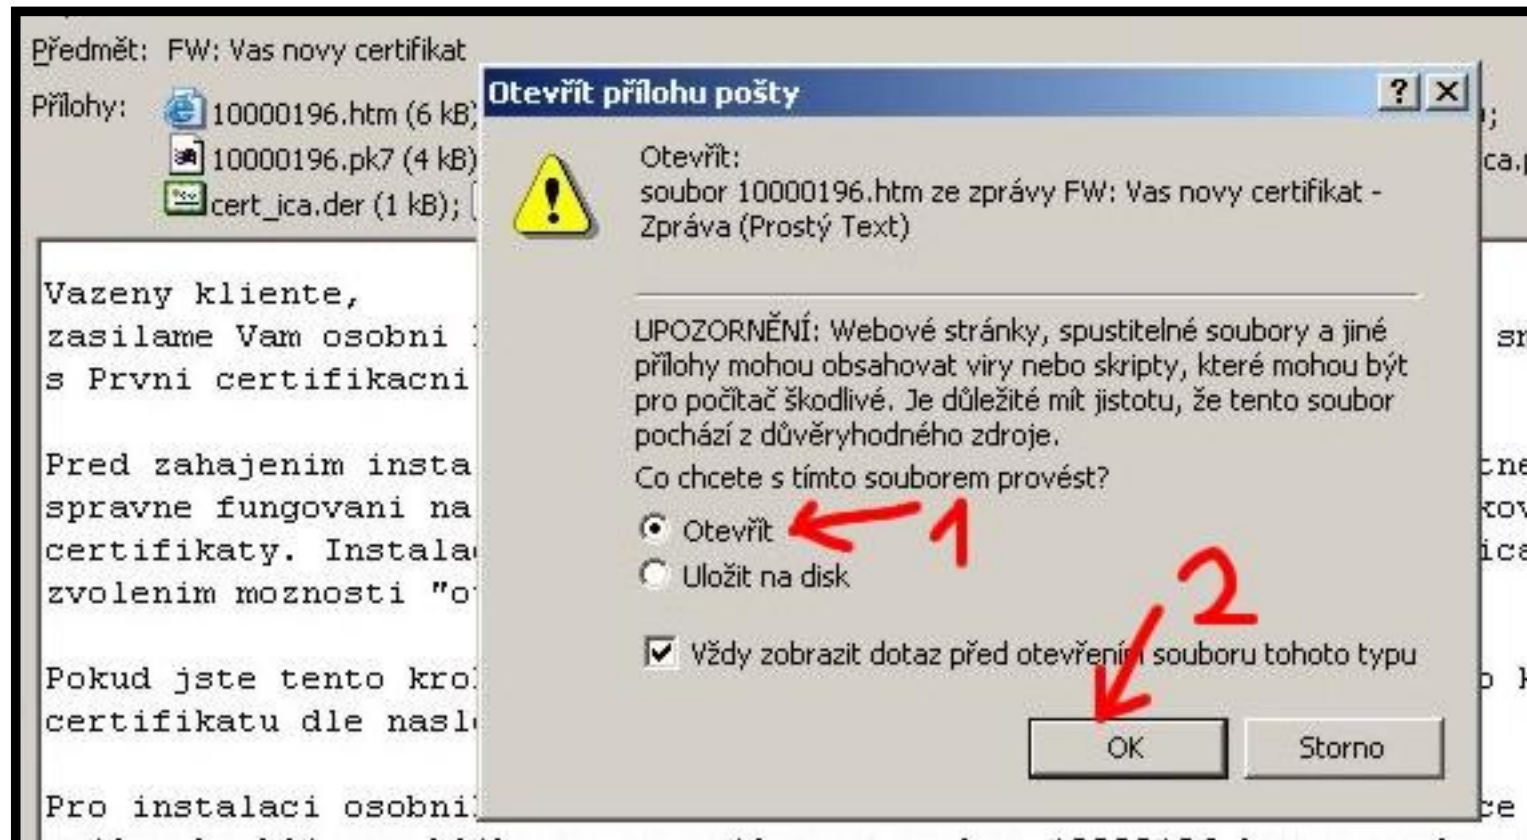 Předmět: FW: Vas novy certifikat
Přílohy: 10000196.htm (6 kB)
10000196.pk7 (4 kB)
cert_ica.der (1 kB);
Otevřít přílohu pošty
Otevřít:
soubor 10000196.htm ze zprávy FW: Vas novy certifikat -
Zpráva (Prostý Text)
UPOZORNĚNÍ: Webové stránky, spustitelné soubory a jiné
přílohy mohou obsahovat viry nebo skripty, které mohou být
pro počítač škodlivé. Je důležité mít jistotu, že tento soubor
pochází z důvěryhodného zdroje.
Co chcete s tímto souborem provést?
Otevřít 1
Uložit na disk
2
Vždy zobrazit dotaz před otevřením souboru tohoto typu
OK Storno
Vazeny kliente,
zasilame Vam osobni
s Prvni certifikacni
Pred zahajenim insta
spravne fungovani na
certifikaty. Instala
zvolenim moznosti "o
Pokud jste tento kro
certifikatu dle nasl
Pro instalaci osobni